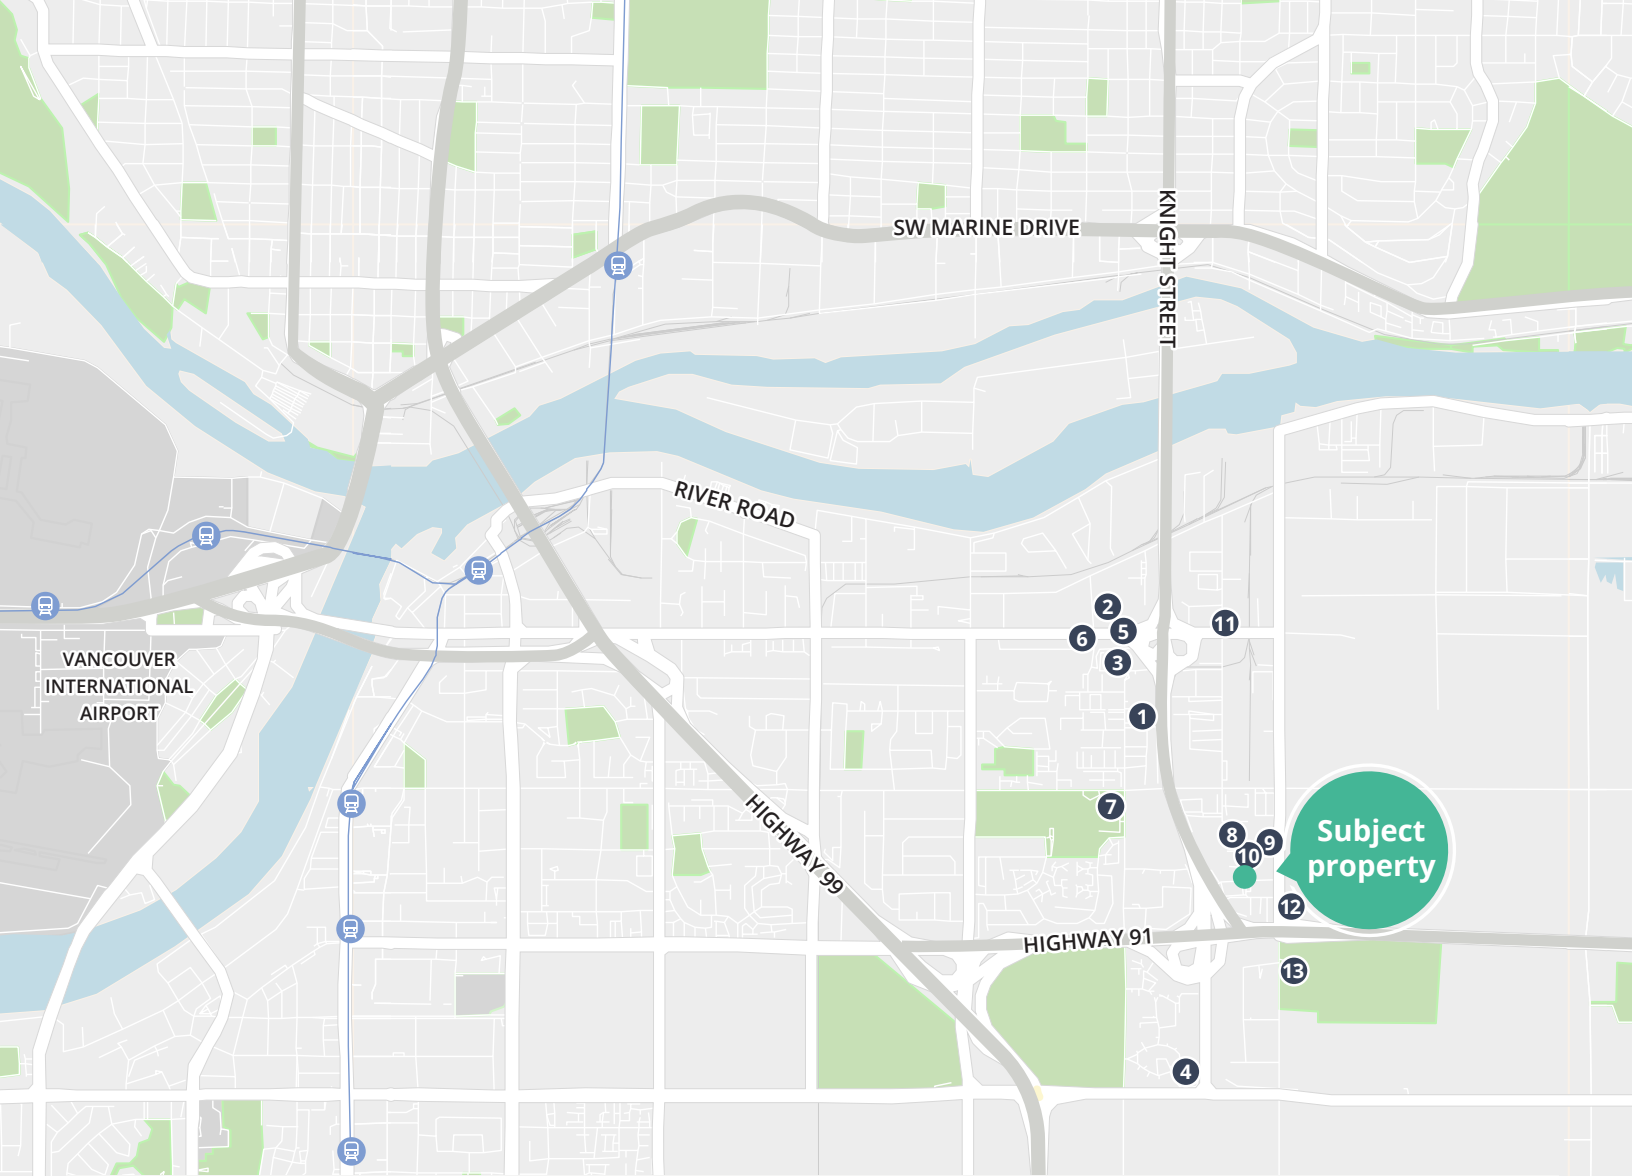 SW MARINE DRIVE
KNIGHT STREET
RIVER ROAD
2
5
11
6
3
VANCOUVER
INTERNATIONAL
AIRPORT
1
HIGHWAY 99
7
8
9
10
Subject
property
12
HIGHWAY 91
13
4